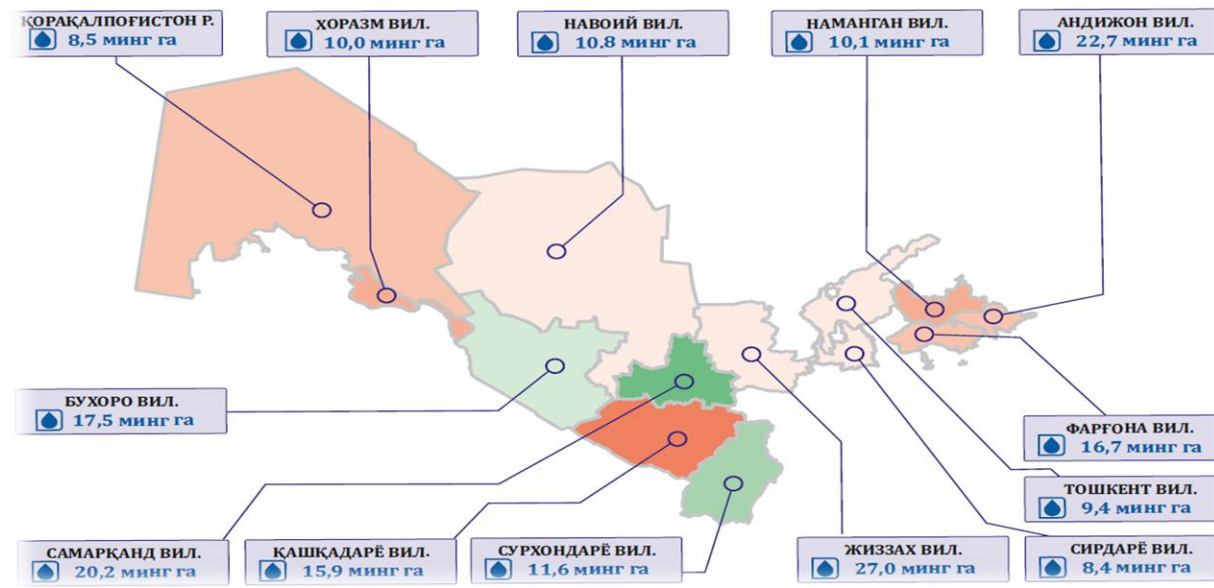 ҚОРАҚАЛПОҒИСТОН Р.
8,5 минг га
ХОРАЗМ ВИЛ.
10,0 минг га
НАВОИЙ ВИЛ.
10.8 минг га
НАМАНГАН ВИЛ.
10,1 минг га
АНДИЖОН ВИЛ.
22,7 минг га
БУХОРО ВИЛ.
17,5 минг га
ФАРҒОНА ВИЛ.
16,7 минг га
ТОШКЕНТ ВИЛ.
9,4 минг га
САМАРҚАНД ВИЛ.
20,2 минг га
ҚАШҚАДАРЁ ВИЛ.
15,9 минг га
СУРХОНДАРЁ ВИЛ.
11,6 минг га
ЖИЗЗАХ ВИЛ.
27,0 минг га
СИРДАРЁ ВИЛ.
8,4 минг га